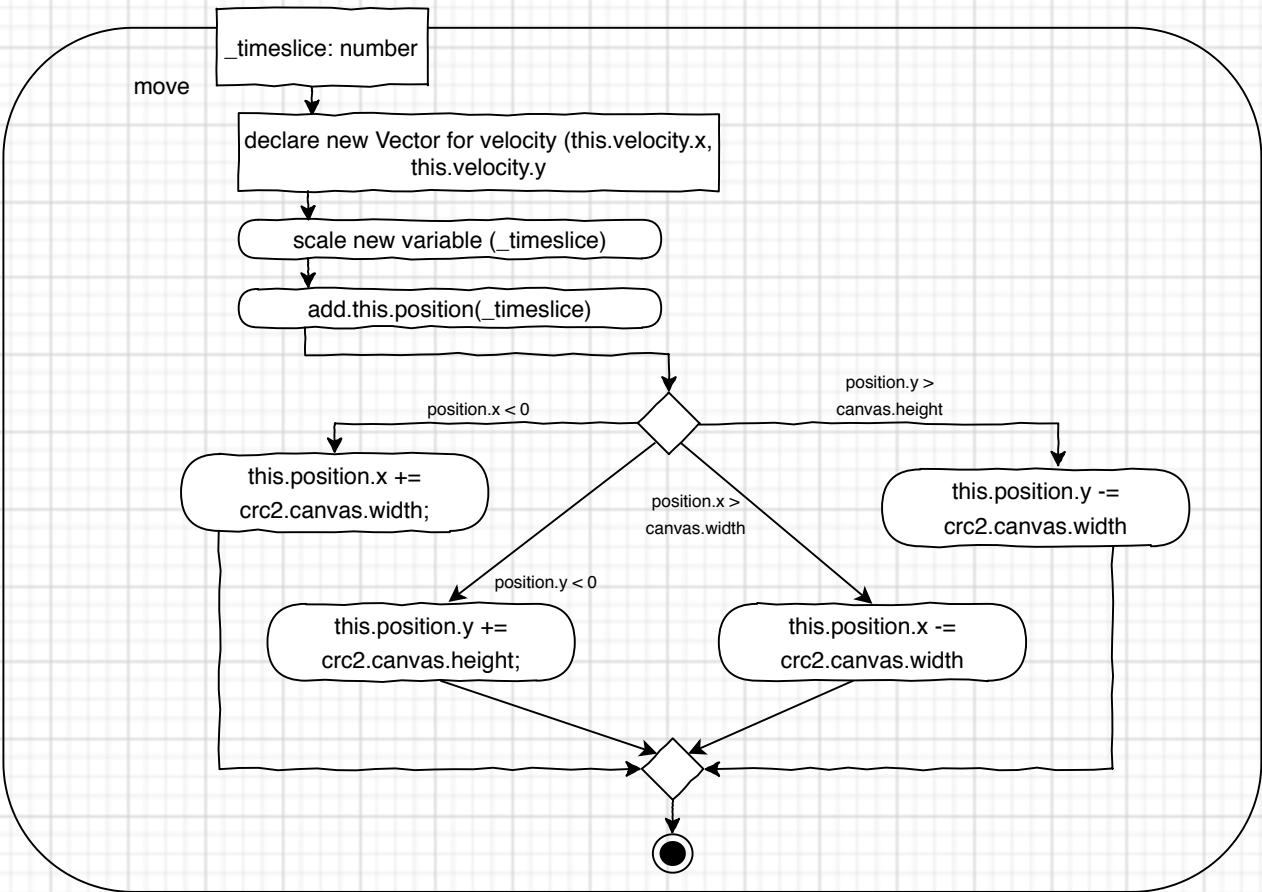 _timeslice: number
move
declare new Vector for velocity (this.velocity.x,
this.velocity.y
scale new variable (_timeslice)
add.this.position(_timeslice)
position.x < 0
position.y >
canvas.height
this.position.x +=
crc2.canvas.width;
position.x >
canvas.width
this.position.y -=
crc2.canvas.width
position.y < 0
this.position.y +=
crc2.canvas.height;
this.position.x -=
crc2.canvas.width